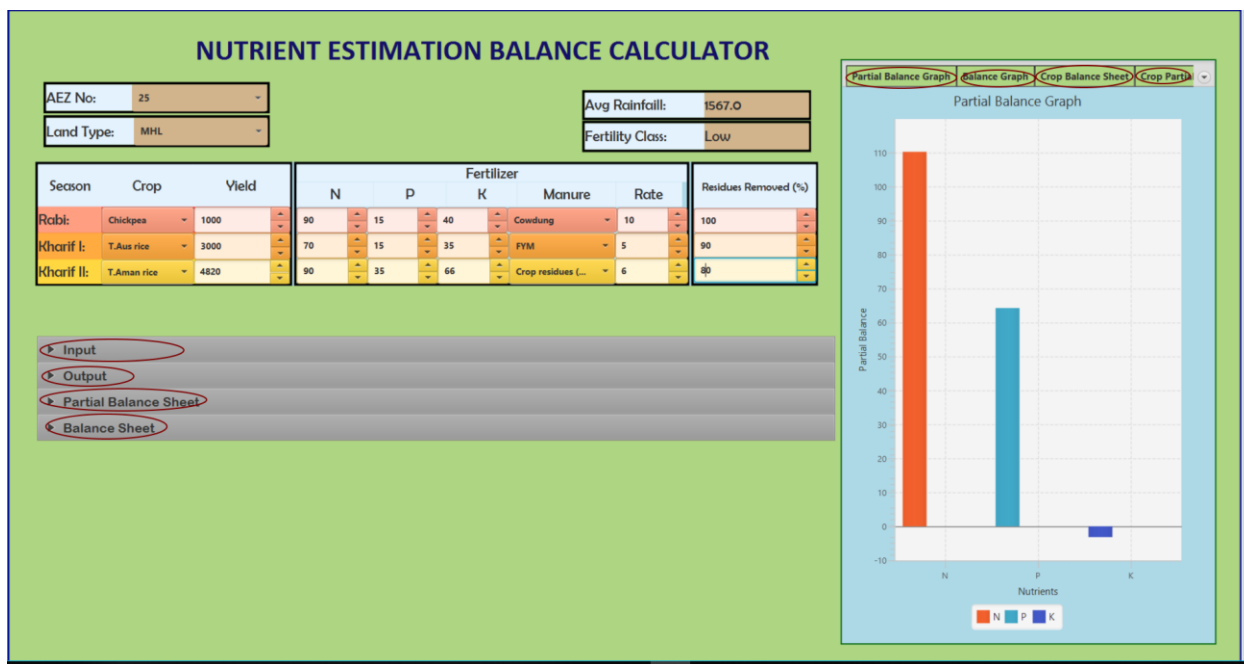 NUTRIENT ESTIMATION BALANCE CALCULATOR
AEZ No: 25
Land Type: MHL
Avg Rainfaill: 1567.0
Fertility Class: Low
Season Crop Yield
Fertilizer
N P K Manure Rate
Residues Removed (%)
Rabi: Chickpea 1000 90 15 40 Cowdung 10 100
Kharif I: T.Aus rice 3000 70 15 35 FYM 5 90
Kharif II: T.Aman rice 4820 90 35 66 Crop residues (... 6 80
Input
Output
Partial Balance Sheet
Balance Sheet
Partial Balance Graph Balance Graph Crop Balance Sheet Crop Partial
Partial Balance Graph
110
100
90
80
70
60
50
40
30
20
10
0
-10
Partial Balance
N P K
Nutrients
N P K